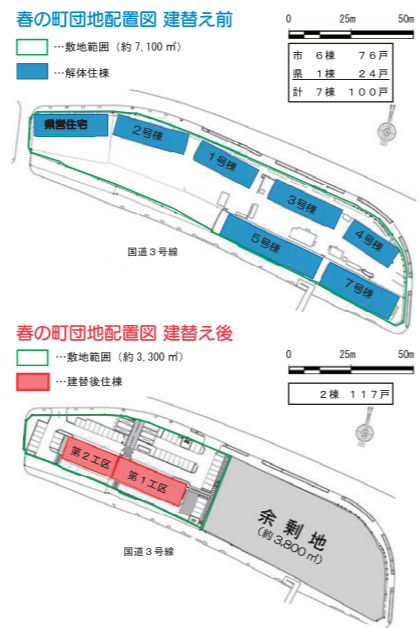 春の町団地配置図 建替え前
…敷地範囲（約7,100 ㎡）
…解体住棟
0 25m 50m
市 6棟 76戸
県 1棟 24戸
計 7棟 100戸
県営住宅
2号棟
1号棟
3号棟
4号棟
5号棟
7号棟
国道3号線
春の町団地配置図 建替え後
…敷地範囲（約3,300 ㎡）
…建替後住棟
0 25m 50m
2棟 117戸
第2工区
第1工区
余剰地
（約3,800㎡）
国道3号線